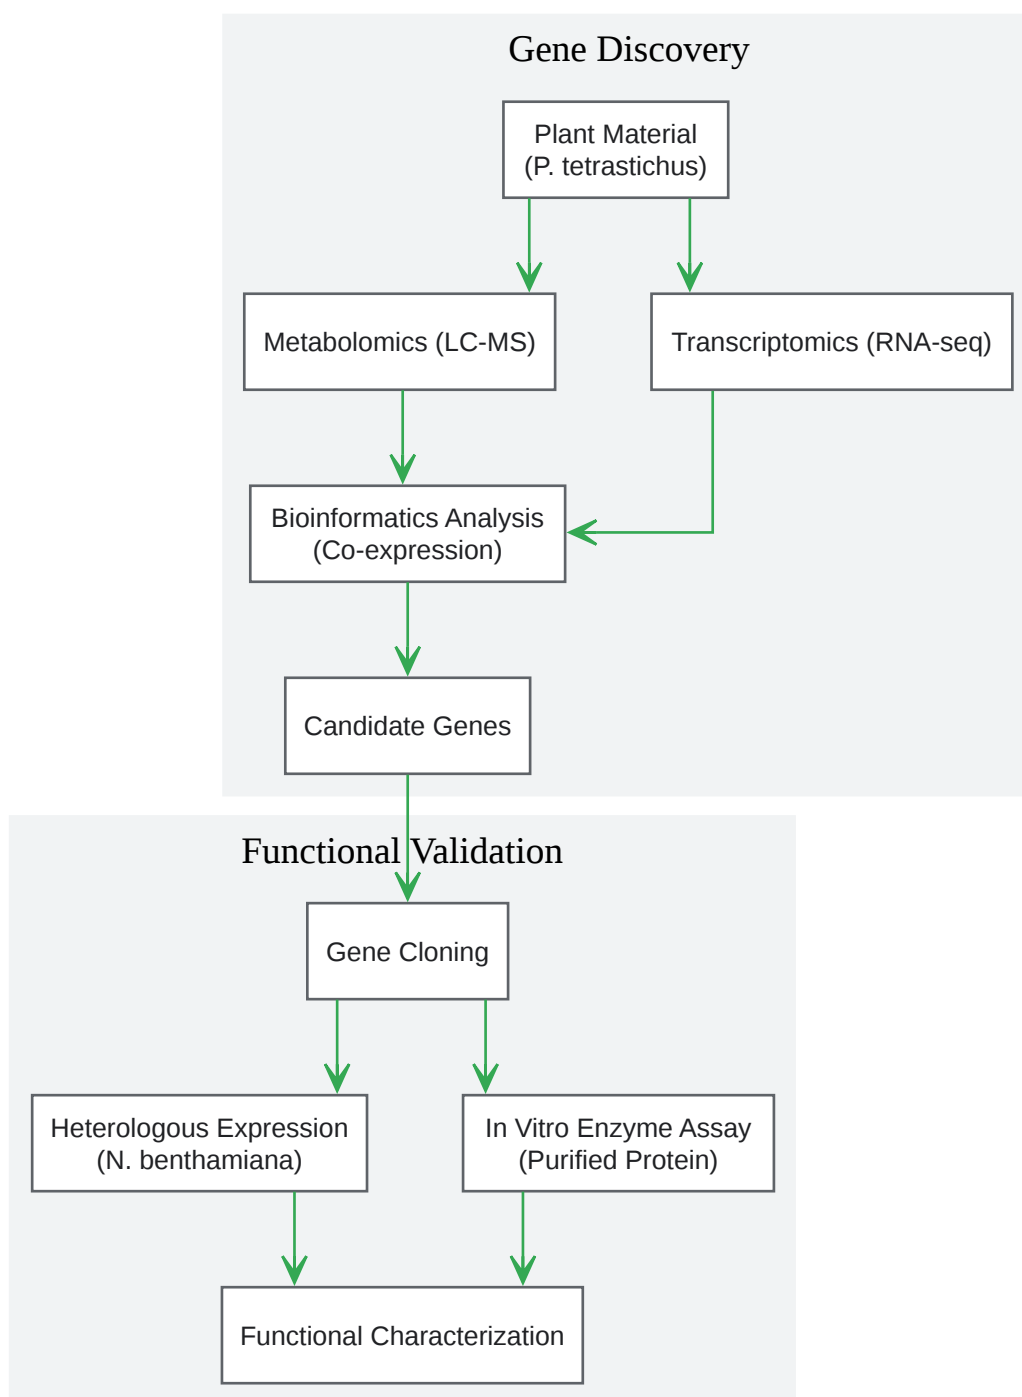 Gene Discovery
Plant Material
(P. tetrastichus)
Metabolomics (LC-MS)
Transcriptomics (RNA-seq)
Bioinformatics Analysis
(Co-expression)
Candidate Genes
Functional Validation
Gene Cloning
Heterologous Expression
(N. benthamiana)
In Vitro Enzyme Assay
(Purified Protein)
Functional Characterization